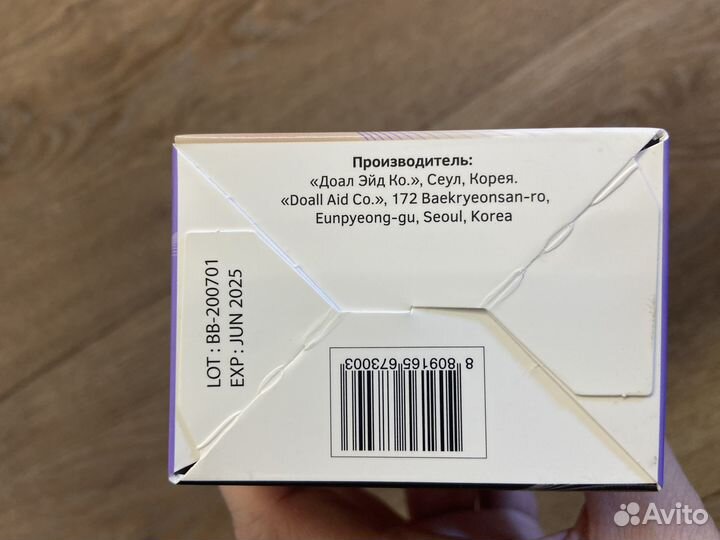 Производитель:
«Доал Эйд Ко.», Сеул, Корея.
«Doall Aid Co.», 172 Baekryeonsan-ro,
Eunpyeong-gu, Seoul, Korea
LOT : BB-200701
EXP : JUN 2025
8 809165 673003
Avito